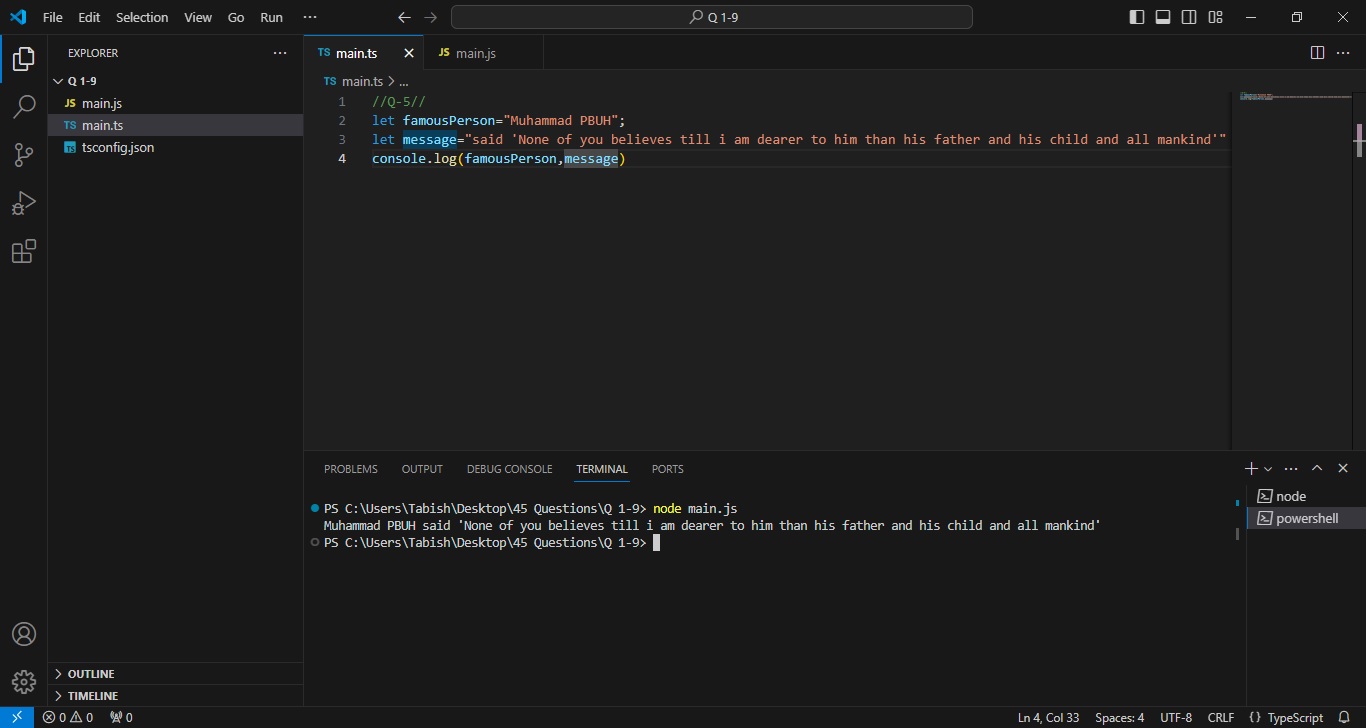 File Edit Selection View Go Run ···
Q 1-9
EXPLORER
Q 1-9
JS main.js
TS main.ts
tsconfig.json
OUTLINE
TIMELINE
TS main.ts JS main.js
TS main.ts > ...
1 //Q-5//
2 let famousPerson="Muhammad PBUH";
3 let message="said 'None of you believes till i am dearer to him than his father and his child and all mankind'"
4 console.log(famousPerson,message)
PROBLEMS OUTPUT DEBUG CONSOLE TERMINAL PORTS
PS C:\Users\Tabish\Desktop\45 Questions\Q 1-9> node main.js
Muhammad PBUH said 'None of you believes till i am dearer to him than his father and his child and all mankind'
PS C:\Users\Tabish\Desktop\45 Questions\Q 1-9>
node
powershell
0 0 0 Ln 4, Col 33 Spaces: 4 UTF-8 CRLF {} TypeScript